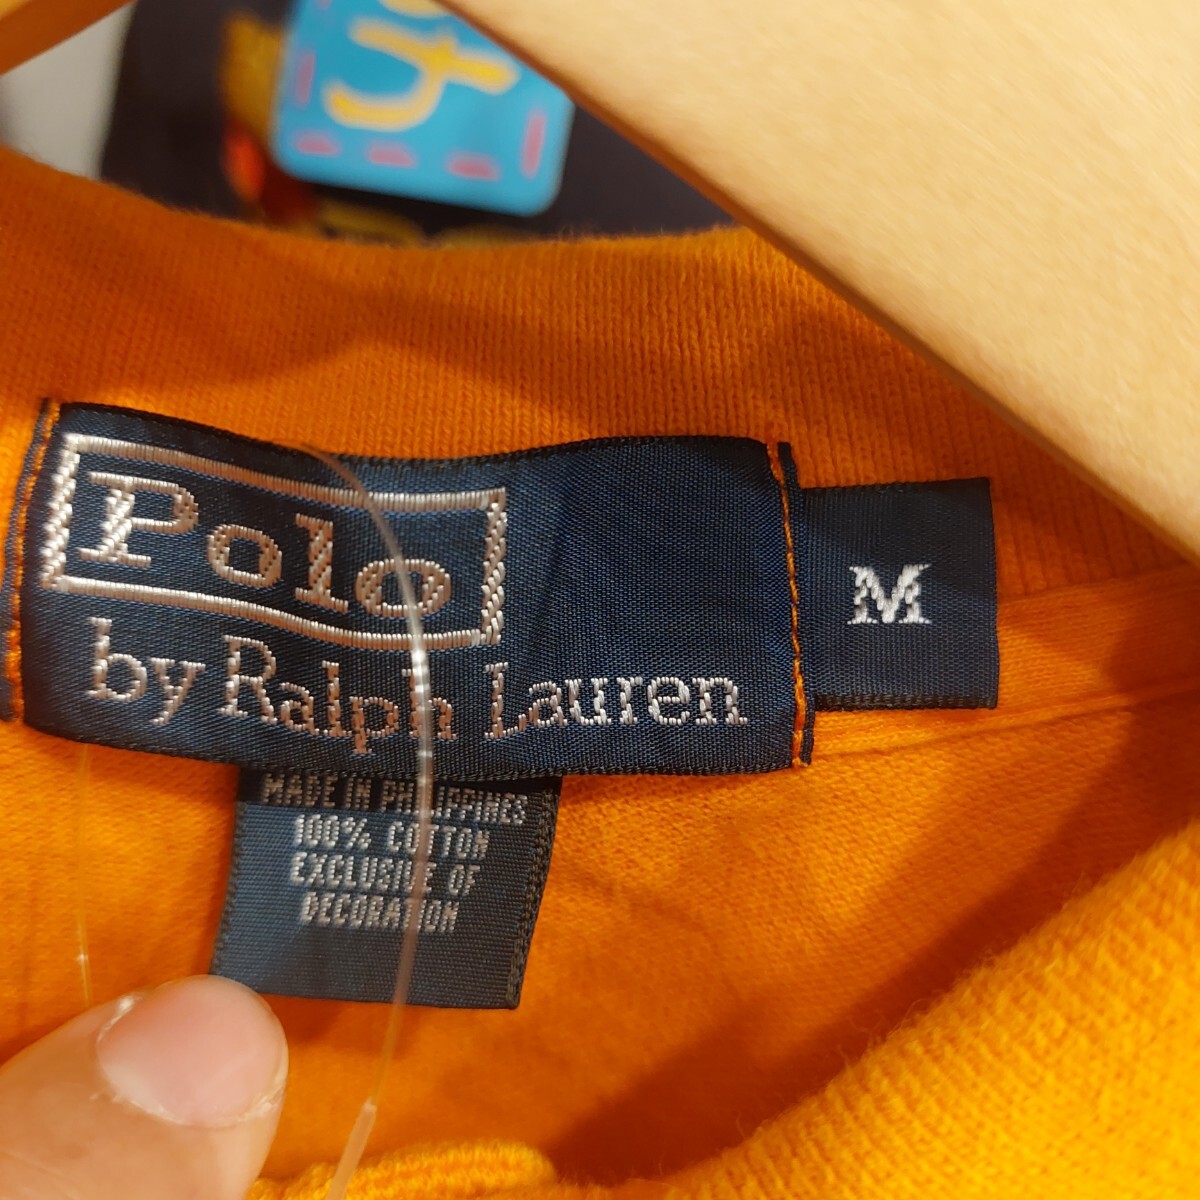 Polo
by Ralph Lauren
M
MADE IN PHILIPPINES
100% COTTON
EXCLUSIVE OF
DECORATION